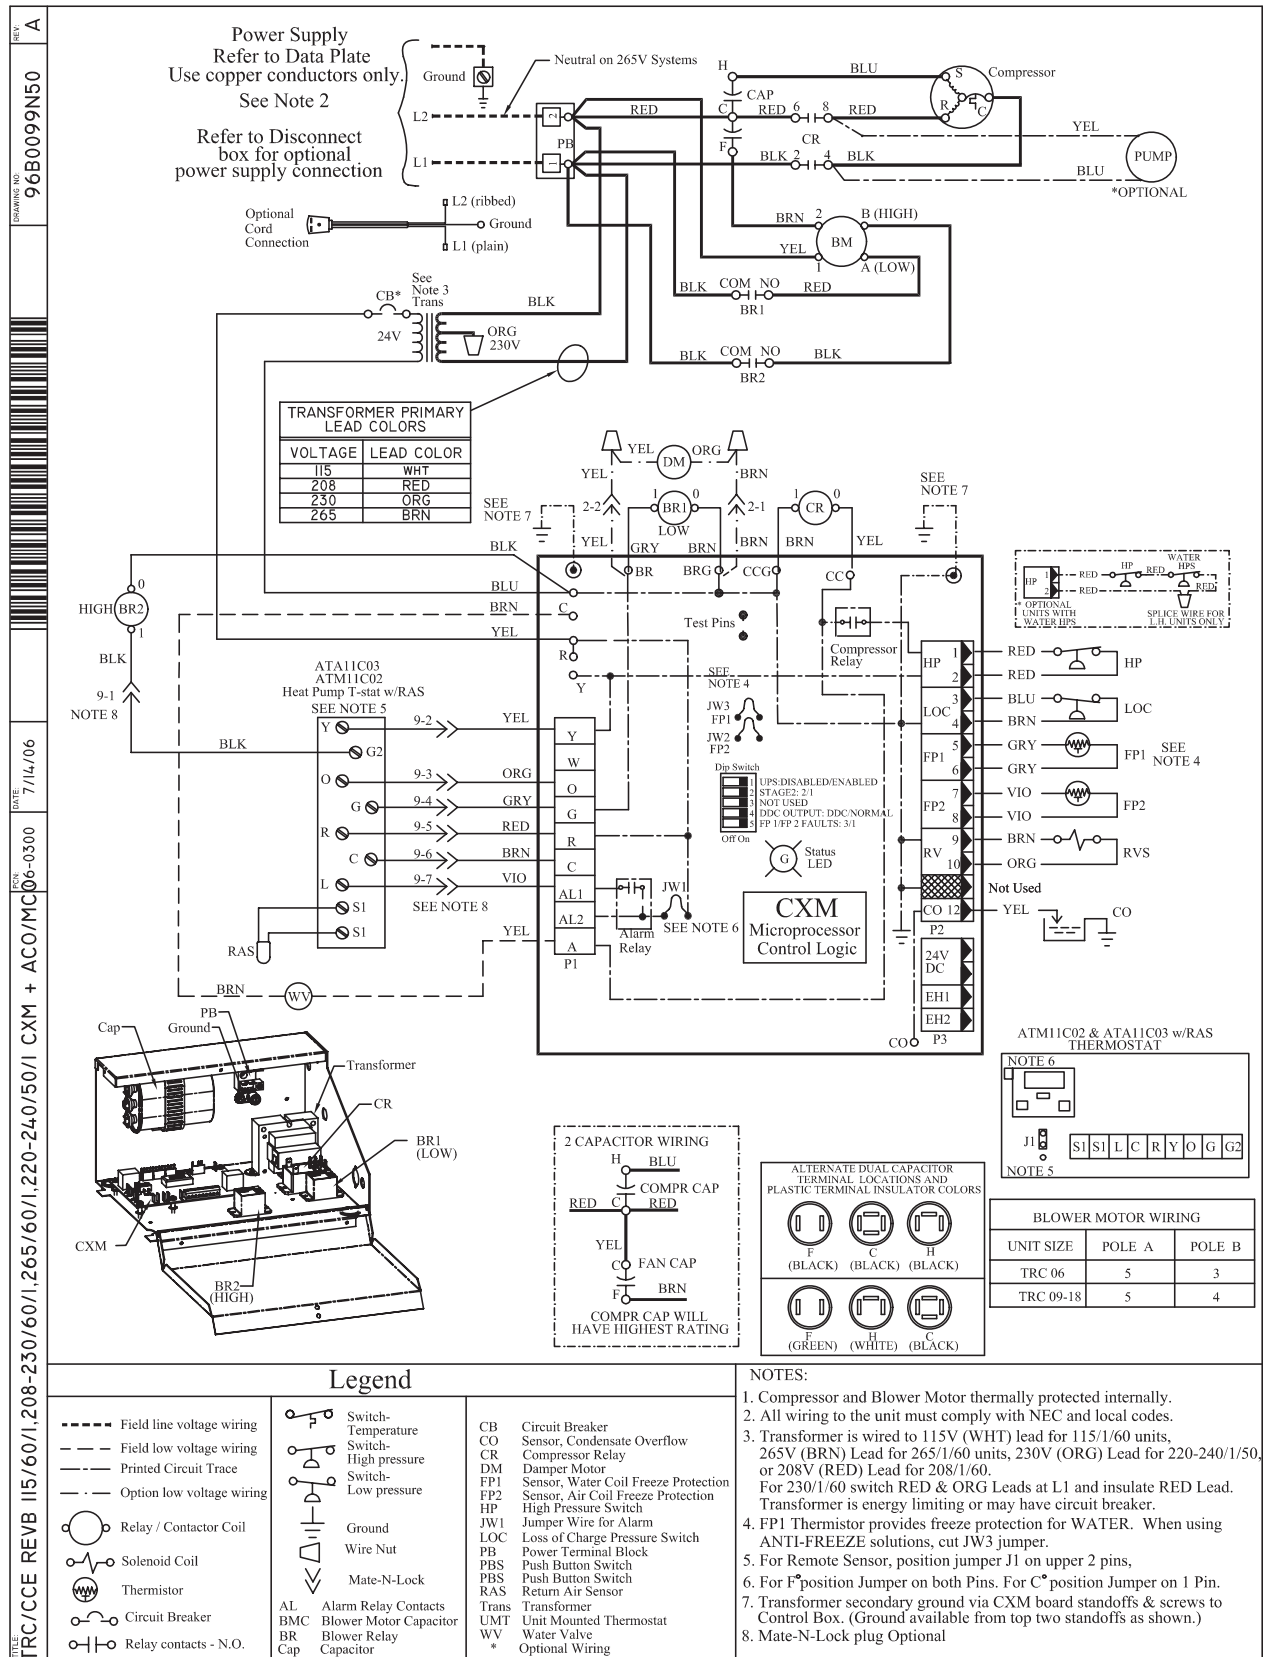 REV: A
DRAWING NO: 96B0099N50
DATE: 7/14/06
PCN: 06-0300
TITLE: TRC/CCE REVB 115/60/1,208-230/60/1,265/60/1,220-240/50/1 CXM + ACO/MCO
Power Supply
Refer to Data Plate
Use copper conductors only.
See Note 2
Refer to Disconnect
box for optional
power supply connection
Ground
Neutral on 265V Systems
L2
L1
2
PB
1
RED
H
CAP
C
F
BLU
RED 6 8 RED
CR
BLK 2 4 BLK
S
R
C
Compressor
YEL
BLU
PUMP
*OPTIONAL
Optional
Cord
Connection
L2 (ribbed)
Ground
L1 (plain)
BRN 2 B (HIGH)
BM
YEL 1 A (LOW)
BLK COM NO RED
BR1
BLK COM NO BLK
BR2
See
Note 3
Trans
CB*
24V
BLK
ORG
230V
TRANSFORMER PRIMARY
LEAD COLORS
VOLTAGE LEAD COLOR
115 WHT
208 RED
230 ORG
265 BRN
YEL DM ORG
YEL BRN
2-2 1 BR1 0 2-1
LOW
1 CR 0
YEL GRY BRN BRN BRN YEL
SEE
NOTE 7
SEE
NOTE 7
BLK
BLU
BRN
YEL
BR BRG CCG CC
C
R
Y
Test Pins
Compressor
Relay
0
HIGH BR2
1
BLK
9-1
NOTE 8
BLK
ATA11C03
ATM11C02
Heat Pump T-stat w/RAS
SEE NOTE 5
Y 9-2 YEL Y
G2
W
O 9-3 ORG O
G 9-4 GRY G
R 9-5 RED R
C 9-6 BRN C
L 9-7 VIO AL1
S1
SEE NOTE 8
AL2
S1
YEL A
P1
RAS
BRN WV
Alarm
Relay
JW1
SEE NOTE 6
SEE
NOTE 4
JW3
FP1
JW2
FP2
Dip Switch
1 UPS:DISABLED/ENABLED
2 STAGE2: 2/1
3 NOT USED
4 DDC OUTPUT: DDC/NORMAL
5 FP 1/FP 2 FAULTS: 3/1
Off On
G
Status
LED
CXM
Microprocessor
Control Logic
HP 1 2
LOC 3 4
FP1 5 6
FP2 7 8
RV 9 10
CO 12
P2
24V
DC
EH1
EH2
P3
CO
HP 1 2
RED HP RED
WATER
HPS
RED RED
* OPTIONAL
UNITS WITH
WATER HPS
SPLICE WIRE FOR
L.H. UNITS ONLY
RED
RED HP
BLU
BRN LOC
GRY
GRY FP1
SEE
NOTE 4
VIO
VIO FP2
BRN
ORG RVS
Not Used
YEL CO
Cap
PB
Ground
Transformer
CR
BR1
(LOW)
CXM
BR2
(HIGH)
2 CAPACITOR WIRING
H BLU
COMPR CAP
RED C RED
YEL
C FAN CAP
F BRN
COMPR CAP WILL
HAVE HIGHEST RATING
ALTERNATE DUAL CAPACITOR
TERMINAL LOCATIONS AND
PLASTIC TERMINAL INSULATOR COLORS
F C H
(BLACK) (BLACK) (BLACK)
F H C
(GREEN) (WHITE) (BLACK)
ATM11C02 & ATA11C03 w/RAS
THERMOSTAT
NOTE 6
J1
NOTE 5
S1 S1 L C R Y O G G2
BLOWER MOTOR WIRING
UNIT SIZE POLE A POLE B
TRC 06 5 3
TRC 09-18 5 4
Legend
Field line voltage wiring
Field low voltage wiring
Printed Circuit Trace
Option low voltage wiring
Relay / Contactor Coil
Solenoid Coil
Thermistor
Circuit Breaker
Relay contacts - N.O.
Switch-
Temperature
Switch-
High pressure
Switch-
Low pressure
Ground
Wire Nut
Mate-N-Lock
AL Alarm Relay Contacts
BMC Blower Motor Capacitor
BR Blower Relay
Cap Capacitor
CB Circuit Breaker
CO Sensor, Condensate Overflow
CR Compressor Relay
DM Damper Motor
FP1 Sensor, Water Coil Freeze Protection
FP2 Sensor, Air Coil Freeze Protection
HP High Pressure Switch
JW1 Jumper Wire for Alarm
LOC Loss of Charge Pressure Switch
PB Power Terminal Block
PBS Push Button Switch
PBS Push Button Switch
RAS Return Air Sensor
Trans Transformer
UMT Unit Mounted Thermostat
WV Water Valve
* Optional Wiring
NOTES:
1. Compressor and Blower Motor thermally protected internally.
2. All wiring to the unit must comply with NEC and local codes.
3. Transformer is wired to 115V (WHT) lead for 115/1/60 units,
265V (BRN) Lead for 265/1/60 units, 230V (ORG) Lead for 220-240/1/50,
or 208V (RED) Lead for 208/1/60.
For 230/1/60 switch RED & ORG Leads at L1 and insulate RED Lead.
Transformer is energy limiting or may have circuit breaker.
4. FP1 Thermistor provides freeze protection for WATER. When using
ANTI-FREEZE solutions, cut JW3 jumper.
5. For Remote Sensor, position jumper J1 on upper 2 pins,
6. For F° position Jumper on both Pins. For C° position Jumper on 1 Pin.
7. Transformer secondary ground via CXM board standoffs & screws to
Control Box. (Ground available from top two standoffs as shown.)
8. Mate-N-Lock plug Optional